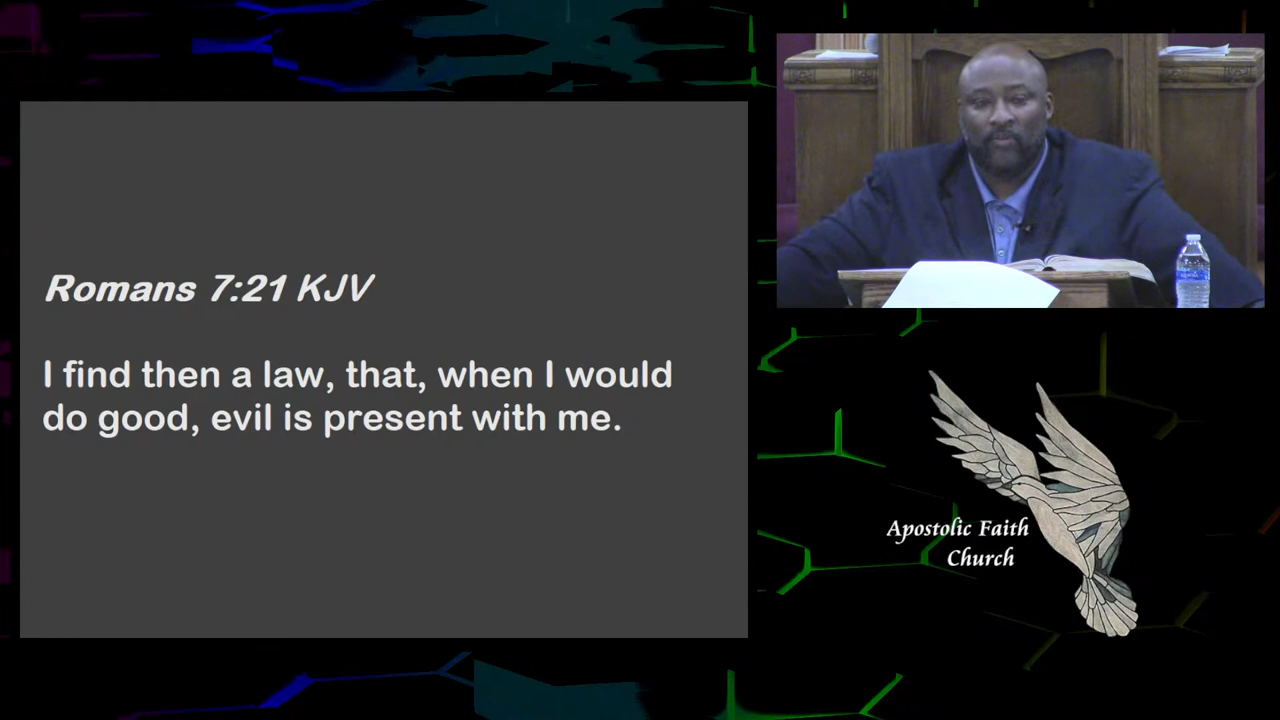 Romans 7:21 KJV
I find then a law, that, when I would
do good, evil is present with me.
Apostolic Faith
Church